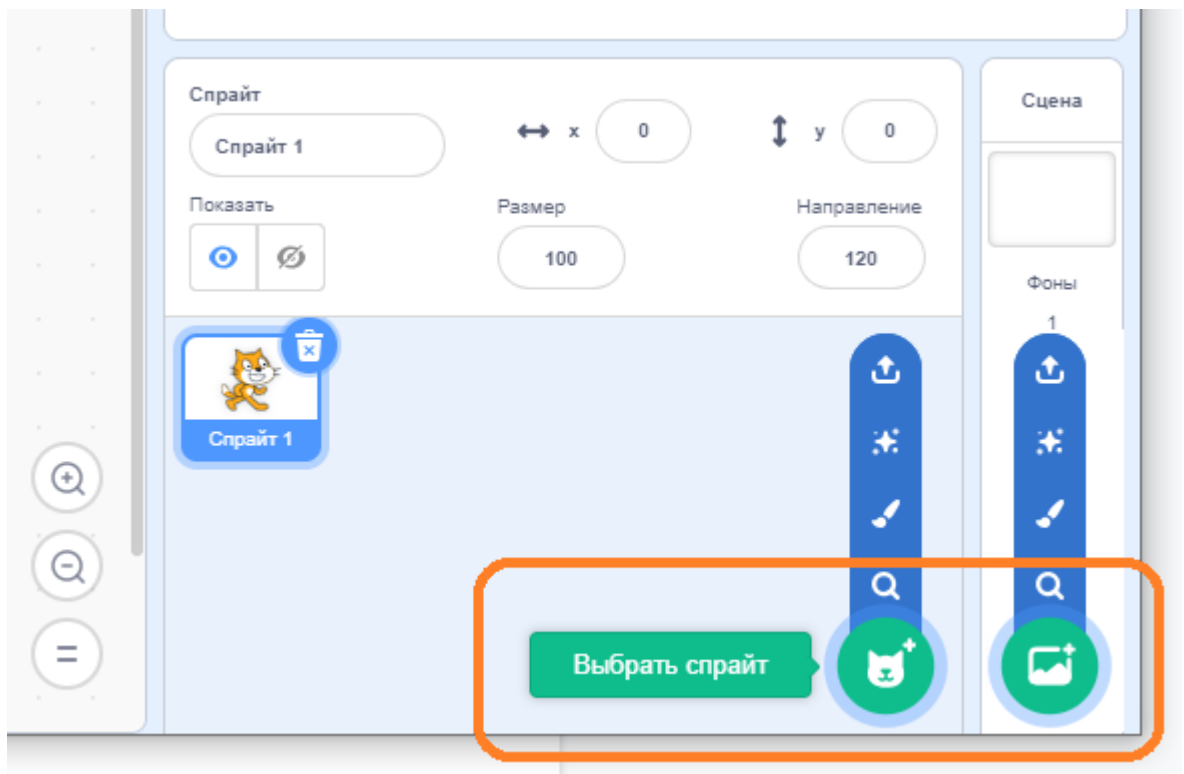 Спрайт
Спрайт 1
x 0
y 0
Показать
Размер
100
Направление
120
Спрайт 1
Выбрать спрайт
Сцена
Фоны
1